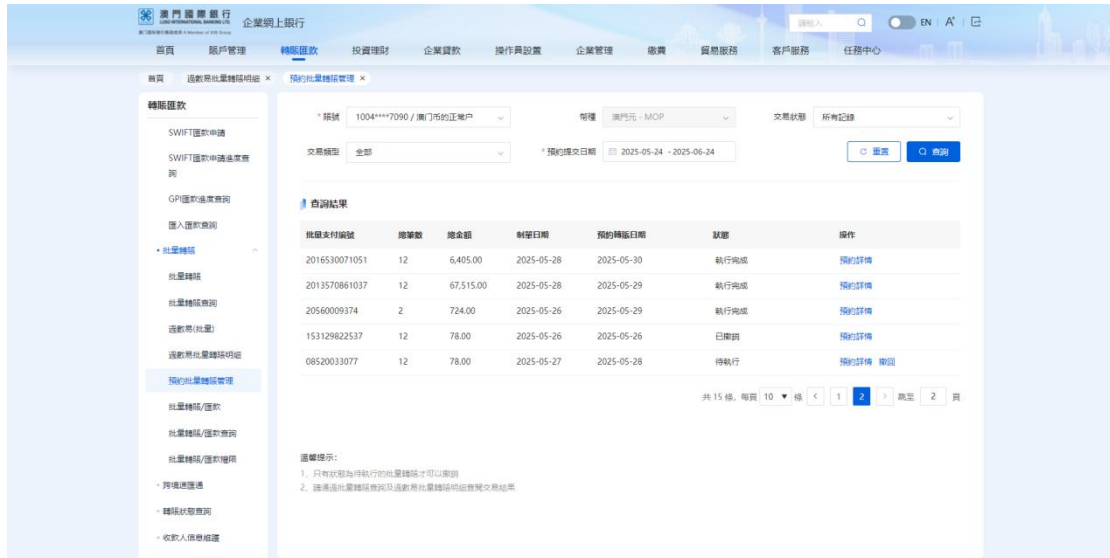 澳門國際銀行
LUSO INTERNATIONAL BANKING LTD.
企業網上銀行
請輸入
EN
A
首頁 賬戶管理 轉賬匯款 投資理財 企業貸款 操作員設置 企業管理 繳費 貿易服務 客戶服務 任務中心
首頁 過數易批量轉賬明細 × 預約批量轉賬管理 ×
轉賬匯款
SWIFT匯款申請
SWIFT匯款申請進度查
詢
GPI匯款進度查詢
匯入匯款查詢
• 批量轉賬
批量轉賬
批量轉賬查詢
過數易(批量)
過數易批量轉賬明細
預約批量轉賬管理
批量轉賬/匯款
批量轉賬/匯款查詢
批量轉賬/匯款權限
• 跨境速匯通
• 轉賬狀態查詢
• 收款人信息維護
* 賬號 1004****7090 / 澳门币的正常户 幣種 澳門元 - MOP 交易狀態 所有記錄
交易類型 全部 * 預約提交日期 2025-05-24 - 2025-06-24 重置 查詢
查詢結果
批量支付編號 總筆數 總金額 制單日期 預約轉賬日期 狀態 操作
2016530071051 12 6,405.00 2025-05-28 2025-05-30 執行完成 預約詳情
2013570861037 12 67,515.00 2025-05-28 2025-05-29 執行完成 預約詳情
20560009374 2 724.00 2025-05-26 2025-05-29 執行完成 預約詳情
153129822537 12 78.00 2025-05-26 2025-05-26 已撤銷 預約詳情
08520033077 12 78.00 2025-05-27 2025-05-28 待執行 預約詳情 撤回
共 15 條, 每頁 10 ▼ 條 < 1 2 > 跳至 2 頁
溫馨提示:
1、只有狀態為待執行的批量轉賬才可以撤銷
2、請通過批量轉賬查詢及過數易批量轉賬明細查閱交易結果